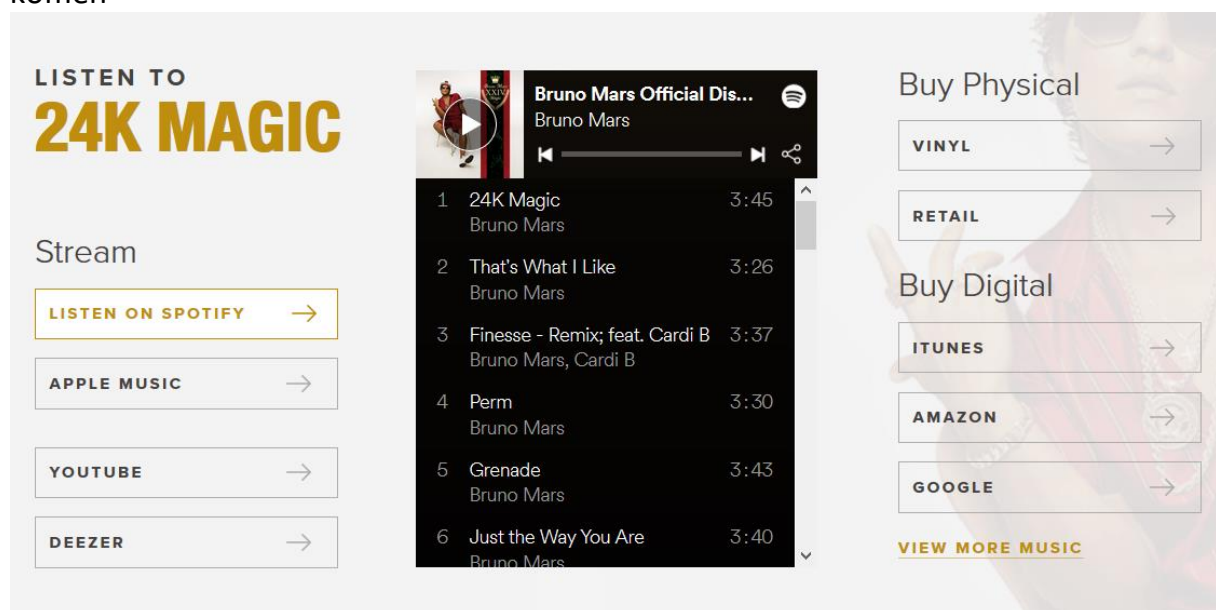 komen
LISTEN TO
24K MAGIC
Stream
LISTEN ON SPOTIFY
APPLE MUSIC
YOUTUBE
DEEZER
Bruno Mars Official Dis...
Bruno Mars
1 24K Magic 3:45
Bruno Mars
2 That's What I Like 3:26
Bruno Mars
3 Finesse - Remix; feat. Cardi B 3:37
Bruno Mars, Cardi B
4 Perm 3:30
Bruno Mars
5 Grenade 3:43
Bruno Mars
6 Just the Way You Are 3:40
Bruno Mars
Buy Physical
VINYL
RETAIL
Buy Digital
ITUNES
AMAZON
GOOGLE
VIEW MORE MUSIC